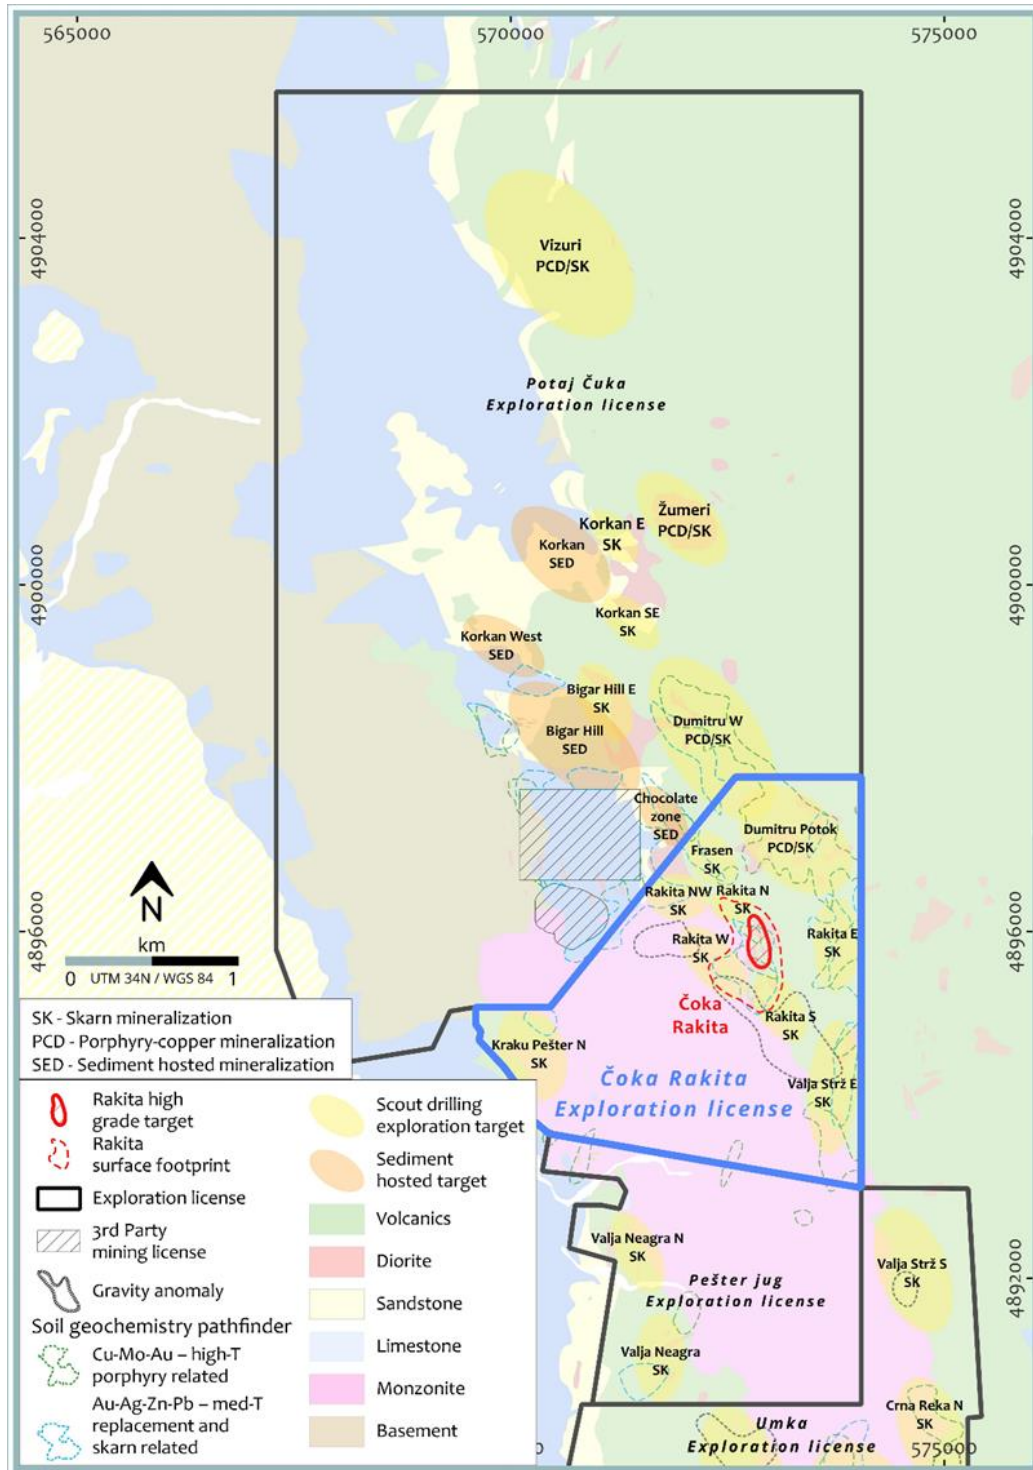 565000
570000
575000
4904000
4904000
Vizuri
PCD/SK
Potaj Čuka
Exploration license
Žumeri
PCD/SK
Korkan E
SK
Korkan
SED
4900000
4900000
Korkan SE
SK
Korkan West
SED
Bigar Hill E
SK
Bigar Hill
SED
Dumitru W
PCD/SK
Chocolate
zone
SED
Dumitru Potok
PCD/SK
Frasen
SK
Rakita NW
SK
Rakita N
SK
Rakita W
SK
Rakita E
SK
4896000
4896000
N
km
0 1
UTM 34N / WGS 84
Čoka
Rakita
Rakita S
SK
Kraku Pešter N
SK
Čoka Rakita
Exploration license
Valja Strž E
SK
SK - Skarn mineralization
PCD - Porphyry-copper mineralization
SED - Sediment hosted mineralization
Rakita high
grade target
Rakita
surface footprint
Exploration license
3rd Party
mining license
Gravity anomaly
Soil geochemistry pathfinder
Cu-Mo-Au – high-T
porphyry related
Au-Ag-Zn-Pb – med-T
replacement and
skarn related
Scout drilling
exploration target
Sediment
hosted target
Volcanics
Diorite
Sandstone
Limestone
Monzonite
Basement
Valja Neagra N
SK
Pešter jug
Exploration license
Valja Strž S
SK
4892000
Valja Neagra
SK
Crna Reka N
SK
Umka
Exploration license
575000